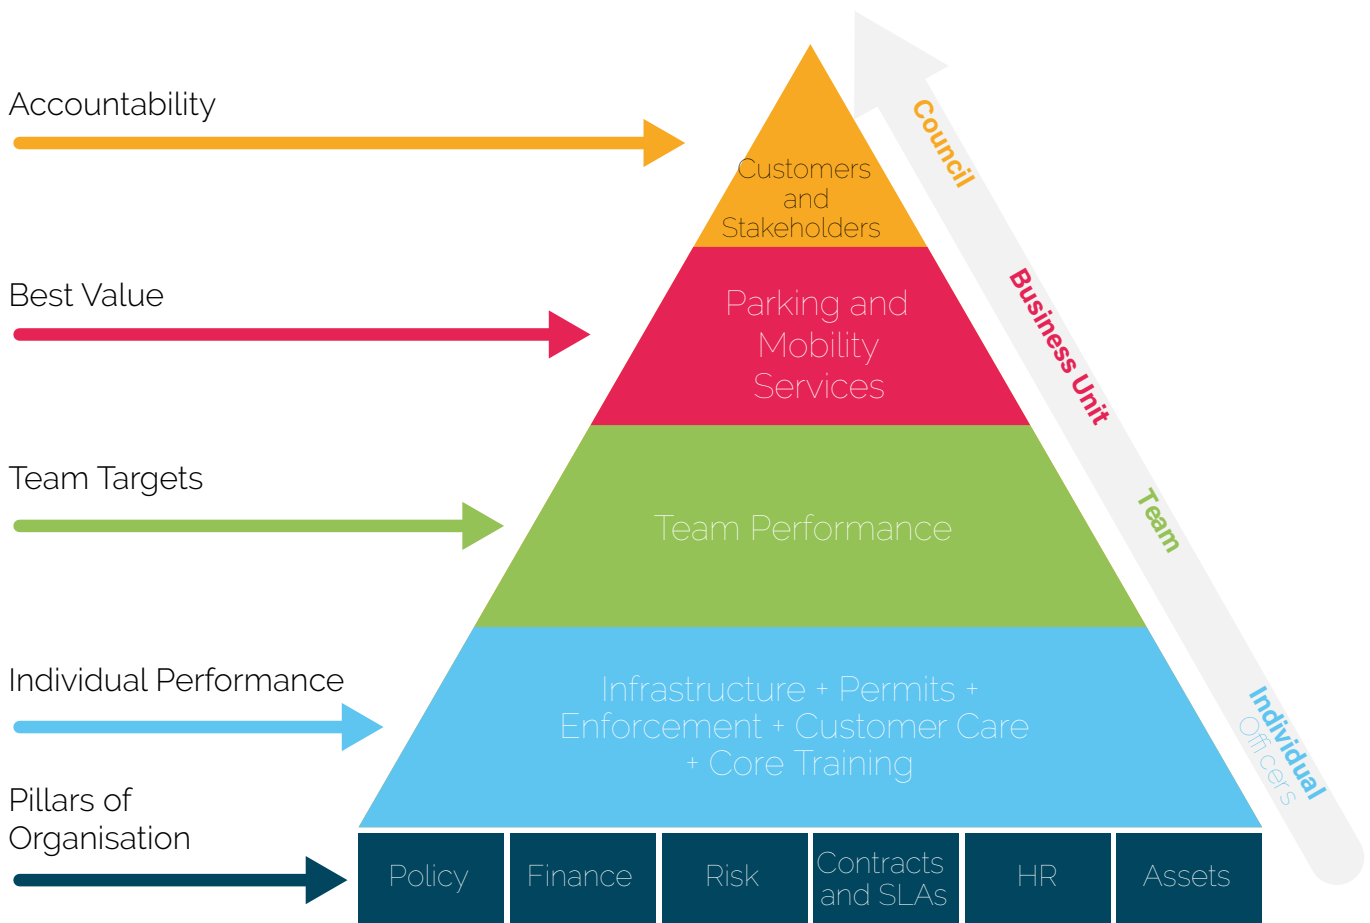 Accountability
Customers
and
Stakeholders
Council
Best Value
Parking and
Mobility
Services
Business Unit
Team Targets
Team Performance
Team
Individual Performance
Infrastructure + Permits +
Enforcement + Customer Care
+ Core Training
Individual
Officers
Pillars of
Organisation
Policy
Finance
Risk
Contracts
and SLAs
HR
Assets